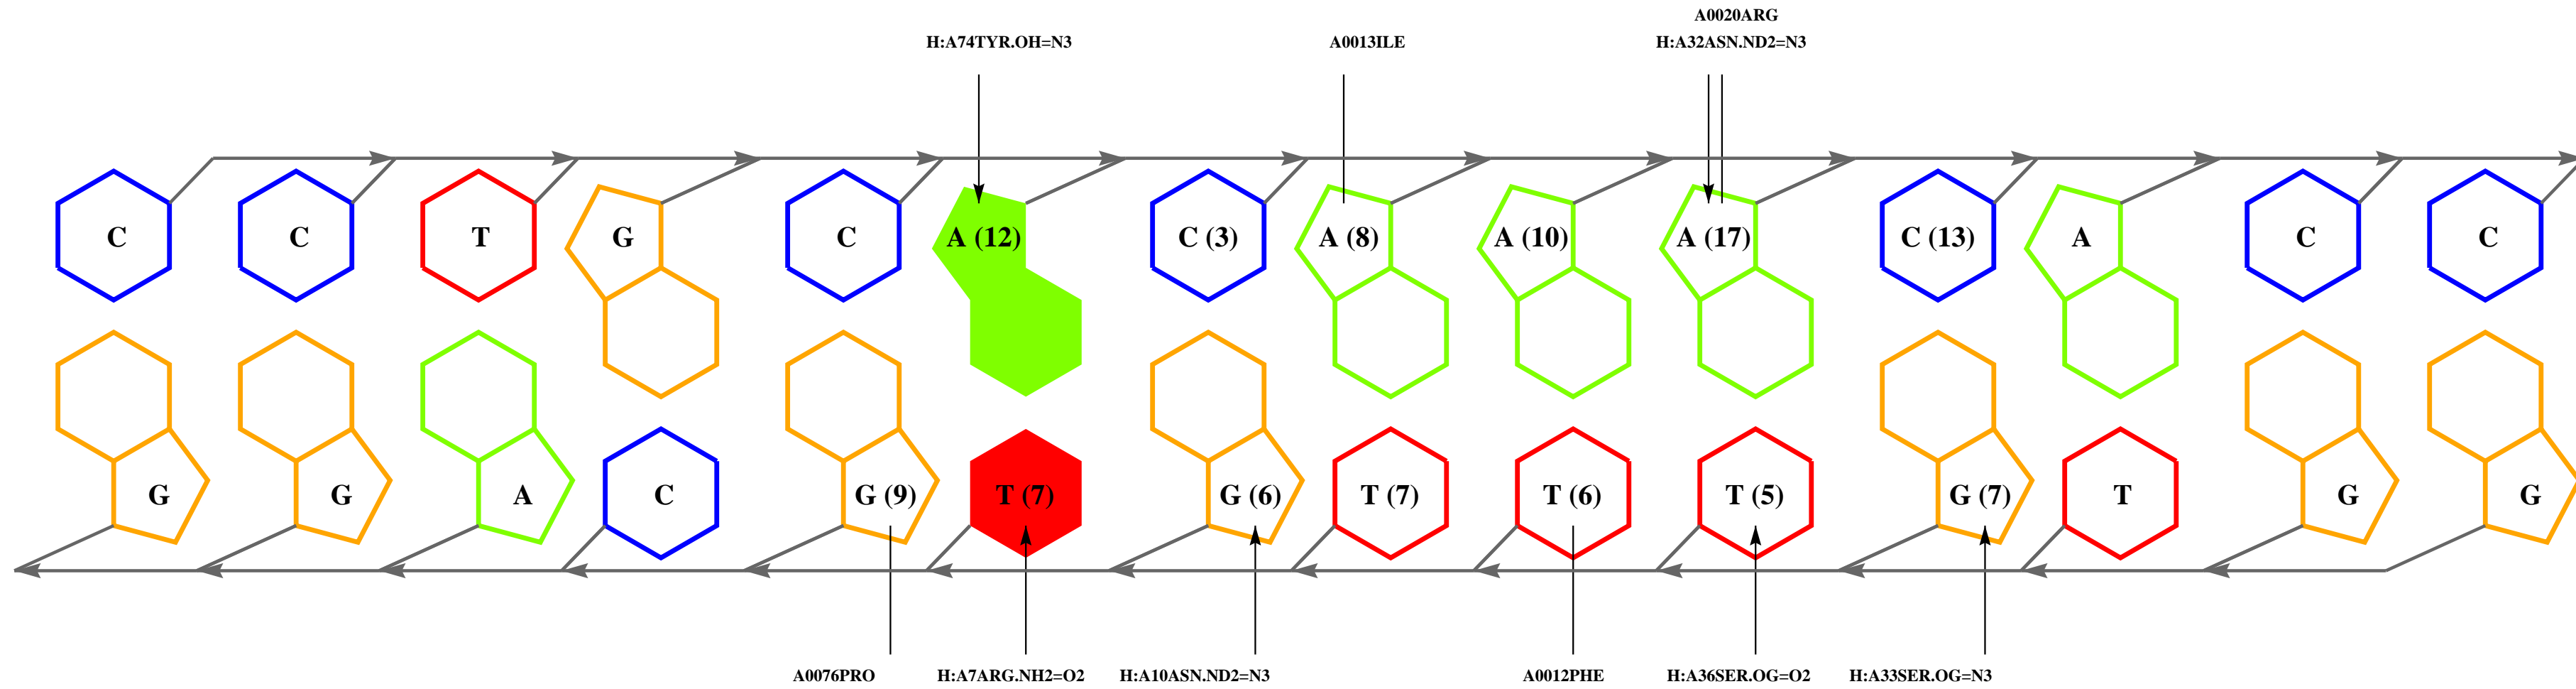 A0020ARG
H:A74TYR.OH=N3 A0013ILE H:A32ASN.ND2=N3
C C T G C A (12) C (3) A (8) A (10) A (17) C (13) A C C
G G A C G (9) T (7) G (6) T (7) T (6) T (5) G (7) T G G
A0076PRO H:A7ARG.NH2=O2 H:A10ASN.ND2=N3 A0012PHE H:A36SER.OG=O2 H:A33SER.OG=N3